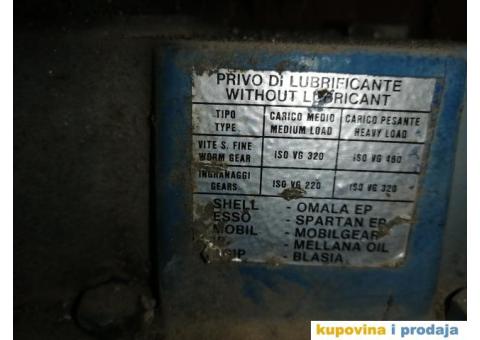 PRIVO DI LUBRIFICANTE
WITHOUT LUBRICANT
TIPO CARICO MEDIO CARICO PESANTE
TYPE MEDIUM LOAD HEAVY LOAD
VITE S. FINE
WORM GEAR ISO VG 320 ISO VG 460
INGRANAGGI
GEARS ISO VG 220 ISO VG 320
SHELL - OMALA EP
ESSO - SPARTAN EP
MOBIL - MOBILGEAR
- MELLANA OIL
- BLASIA
kupovina i prodaja